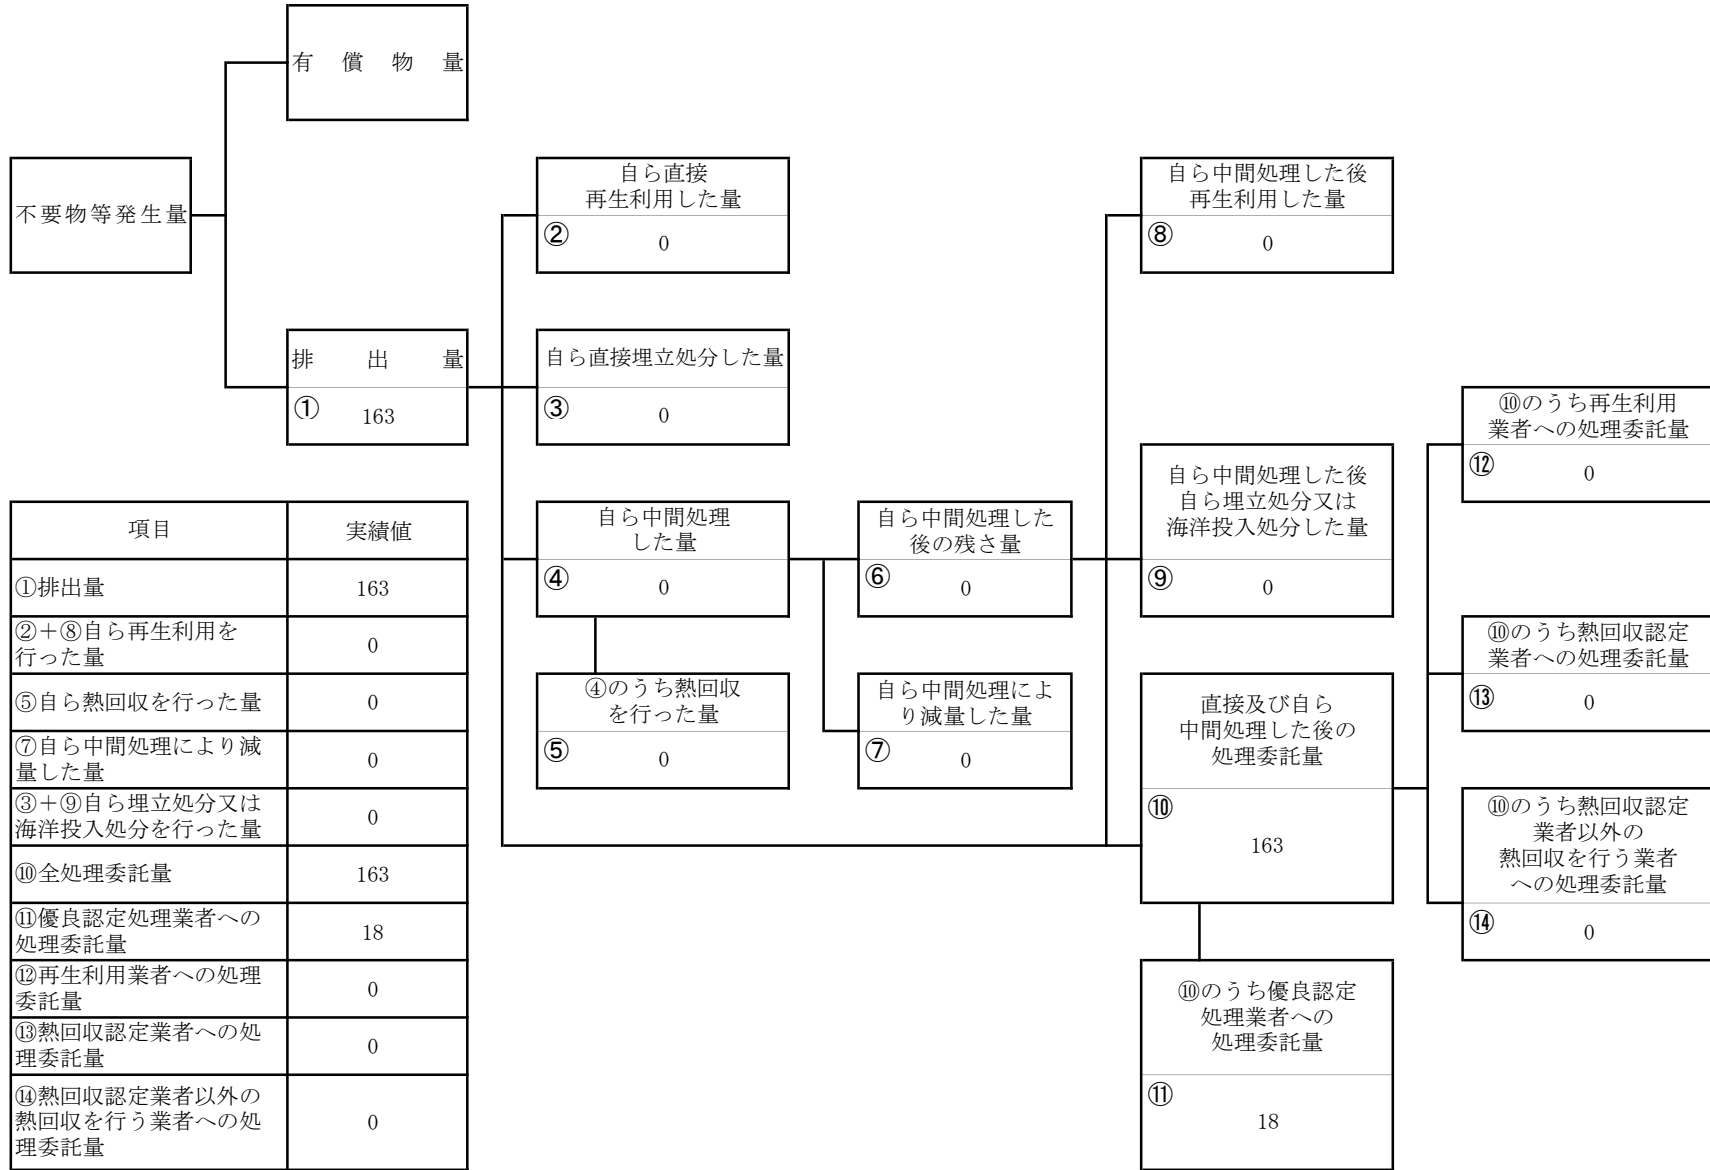 有償物量
不要物等発生量
自ら直接
再生利用した量
②
0
自ら中間処理した後
再生利用した量
⑧
0
排出量
①
163
自ら直接埋立処分した量
③
0
⑩のうち再生利用
業者への処理委託量
⑫
0
自ら中間処理
した量
④
0
自ら中間処理した
後の残さ量
⑥
0
自ら中間処理した後
自ら埋立処分又は
海洋投入処分した量
⑨
0
⑩のうち熱回収認定
業者への処理委託量
⑬
0
④のうち熱回収
を行った量
⑤
0
自ら中間処理によ
り減量した量
⑦
0
直接及び自ら
中間処理した後の
処理委託量
⑩
163
⑩のうち熱回収認定
業者以外の
熱回収を行う業者
への処理委託量
⑭
0
⑩のうち優良認定
処理業者への
処理委託量
⑪
18
項目 実績値
①排出量 163
②＋⑧自ら再生利用を
行った量 0
⑤自ら熱回収を行った量 0
⑦自ら中間処理により減
量した量 0
③＋⑨自ら埋立処分又は
海洋投入処分を行った量 0
⑩全処理委託量 163
⑪優良認定処理業者への
処理委託量 18
⑫再生利用業者への処理
委託量 0
⑬熱回収認定業者への処
理委託量 0
⑭熱回収認定業者以外の
熱回収を行う業者への処
理委託量 0